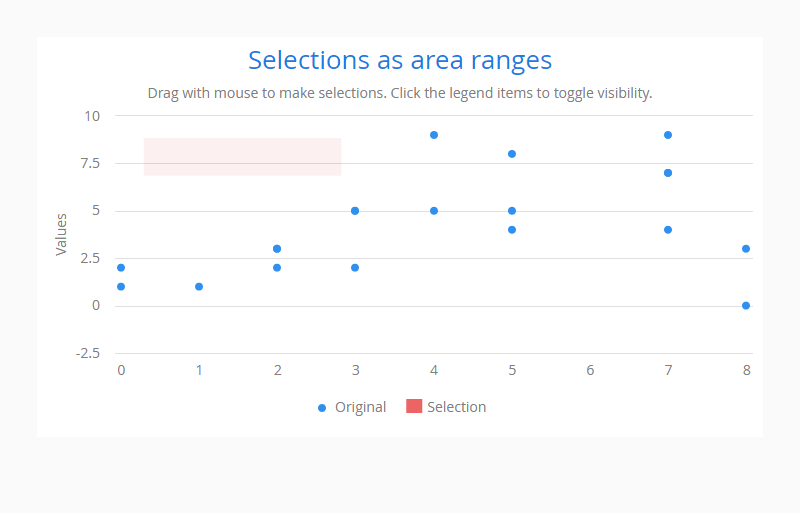 Selections as area ranges
Drag with mouse to make selections. Click the legend items to toggle visibility.
Values
10
7.5
5
2.5
0
-2.5
0 1 2 3 4 5 6 7 8
Original Selection